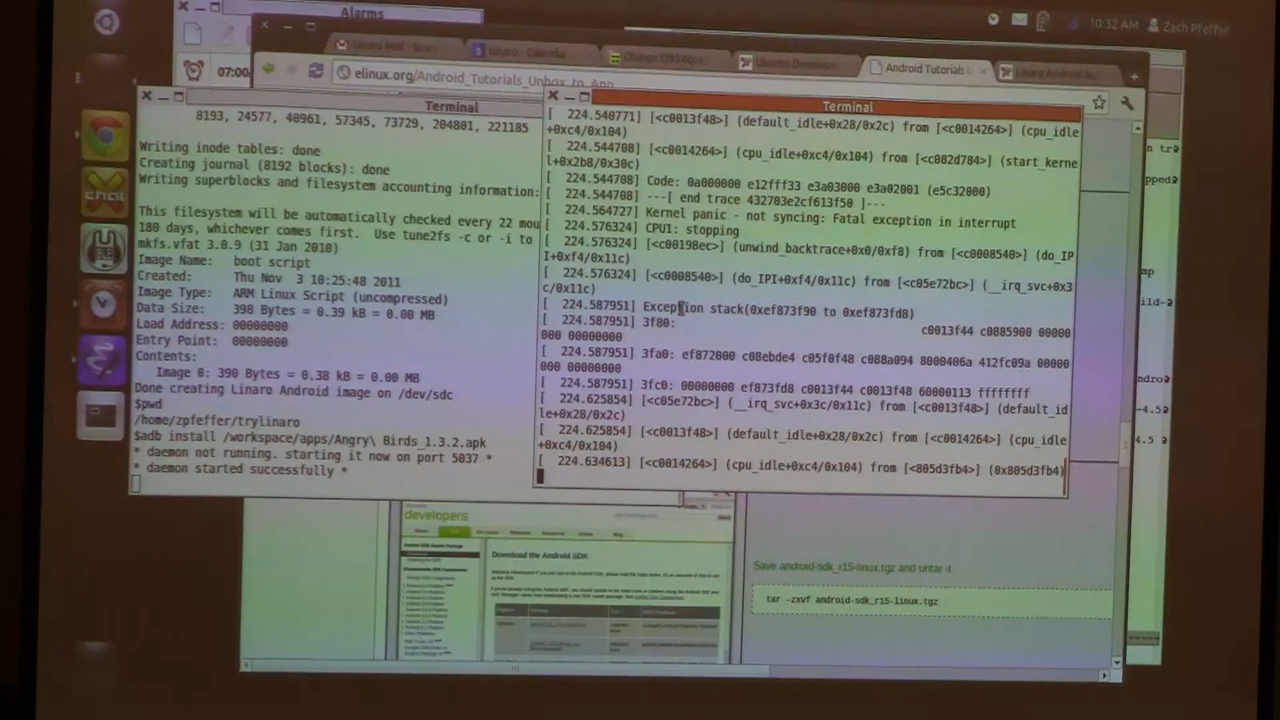 Alarms
10:32 AM Zach Pfeffer
07:00
Linaro - Calenda
Ubuntu Develope
Android Tutorials U
elinux.org/Android_Tutorials_Unbox_to_App
Terminal
8193, 24577, 40961, 57345, 73729, 204801, 221185
Writing inode tables: done
Creating journal (8192 blocks): done
Writing superblocks and filesystem accounting information:
This filesystem will be automatically checked every 22 mou
180 days, whichever comes first. Use tune2fs -c or -i to
mkfs.vfat 3.0.9 (31 Jan 2010)
Image Name: boot script
Created: Thu Nov 3 10:25:48 2011
Image Type: ARM Linux Script (uncompressed)
Data Size: 398 Bytes = 0.39 kB = 0.00 MB
Load Address: 00000000
Entry Point: 00000000
Contents:
Image 0: 390 Bytes = 0.38 kB = 0.00 MB
Done creating Linaro Android image on /dev/sdc
$pwd
/home/zpfeffer/trylinaro
$adb install /workspace/apps/Angry\ Birds_1.3.2.apk
* daemon not running. starting it now on port 5037 *
* daemon started successfully *
Terminal
[ 224.540771] [<c0013f48>] (default_idle+0x28/0x2c) from [<c0014264>] (cpu_idle
+0xc4/0x104)
[ 224.544708] [<c0014264>] (cpu_idle+0xc4/0x104) from [<c082d784>] (start_kerne
l+0x2b8/0x30c)
[ 224.544708] Code: 0a000000 e12fff33 e3a03000 e3a02001 (e5c32000)
[ 224.544708] ---[ end trace 432703e2cf613f50 ]---
[ 224.564727] Kernel panic - not syncing: Fatal exception in interrupt
[ 224.576324] CPU1: stopping
[ 224.576324] [<c00198ec>] (unwind_backtrace+0x0/0xf8) from [<c0008540>] (do_IP
I+0xf4/0x11c)
[ 224.576324] [<c0008540>] (do_IPI+0xf4/0x11c) from [<c05e72bc>] (__irq_svc+0x3
c/0x11c)
[ 224.587951] Exception stack(0xef873f90 to 0xef873fd8)
[ 224.587951] 3f80: c0013f44 c0885900 00000
000 00000000
[ 224.587951] 3fa0: ef872000 c08ebde4 c05f0f48 c088a094 8000406a 412fc09a 00000
000 00000000
[ 224.587951] 3fc0: 00000000 ef873fd8 c0013f44 c0013f48 60000113 ffffffff
[ 224.625854] [<c05e72bc>] (__irq_svc+0x3c/0x11c) from [<c0013f48>] (default_id
le+0x28/0x2c)
[ 224.625854] [<c0013f48>] (default_idle+0x28/0x2c) from [<c0014264>] (cpu_idle
+0xc4/0x104)
[ 224.634613] [<c0014264>] (cpu_idle+0xc4/0x104) from [<805d3fb4>] (0x805d3fb4)
developers
Download the Android SDK
Save android-sdk_r15-linux.tgz and untar it
tar -zxvf android-sdk_r15-linux.tgz